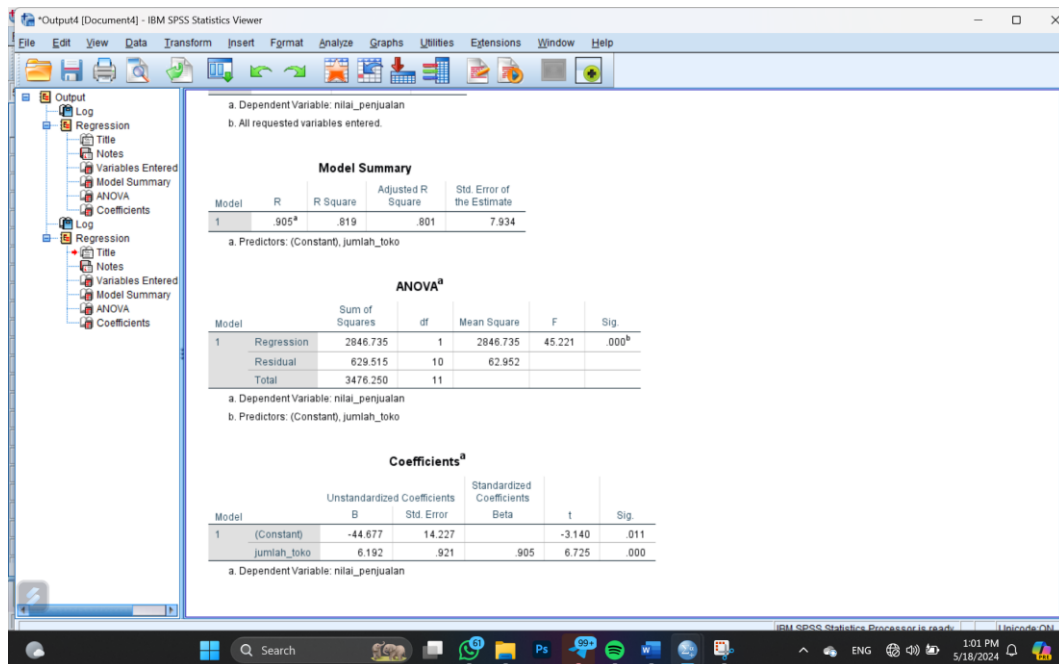 *Output4 [Document4] - IBM SPSS Statistics Viewer
File Edit View Data Transform Insert Format Analyze Graphs Utilities Extensions Window Help
Output
Log
Regression
Title
Notes
Variables Entered
Model Summary
ANOVA
Coefficients
Log
Regression
Title
Notes
Variables Entered
Model Summary
ANOVA
Coefficients
a. Dependent Variable: nilai_penjualan
b. All requested variables entered.
Model Summary
Model R R Square Adjusted R Square Std. Error of the Estimate
1 .905a .819 .801 7.934
a. Predictors: (Constant), jumlah_toko
ANOVAa
Model Sum of Squares df Mean Square F Sig.
1 Regression 2846.735 1 2846.735 45.221 .000b
Residual 629.515 10 62.952
Total 3476.250 11
a. Dependent Variable: nilai_penjualan
b. Predictors: (Constant), jumlah_toko
Coefficientsa
Unstandardized Coefficients Standardized Coefficients
Model B Std. Error Beta t Sig.
1 (Constant) -44.677 14.227 -3.140 .011
jumlah_toko 6.192 .921 .905 6.725 .000
a. Dependent Variable: nilai_penjualan
IBM SPSS Statistics Processor is ready Unicode:ON
Search
61
Ps
99+
ENG
1:01 PM
5/18/2024